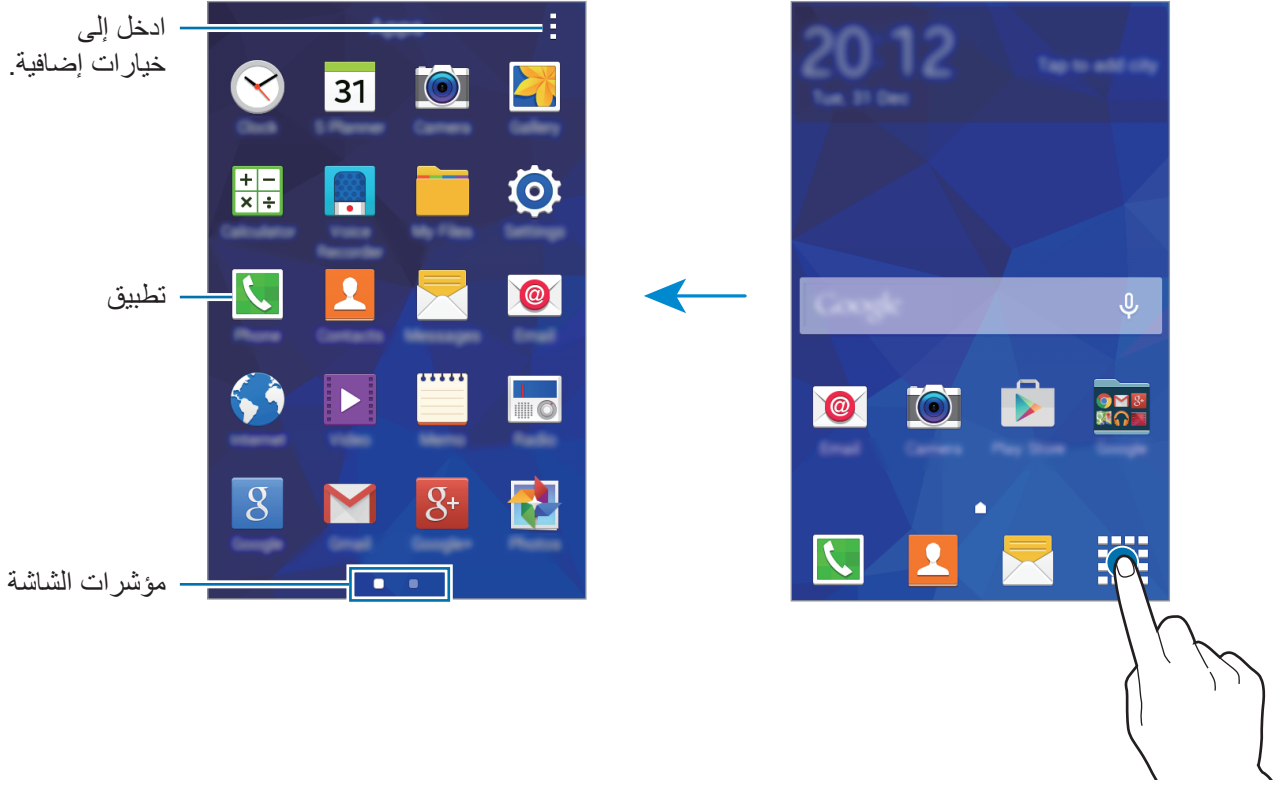 ادخل إلى
خيارات إضافية.
تطبيق
مؤشرات الشاشة
Apps
31
Clock
S Planner
Camera
Gallery
Calculator
Voice
Recorder
My Files
Settings
Phone
Contacts
Messages
Email
Internet
Video
Memo
Radio
Google
Gmail
Google+
Photos
20 12
Tue, 31 Dec
Tap to add city
Google
Email
Camera
Play Store
Google